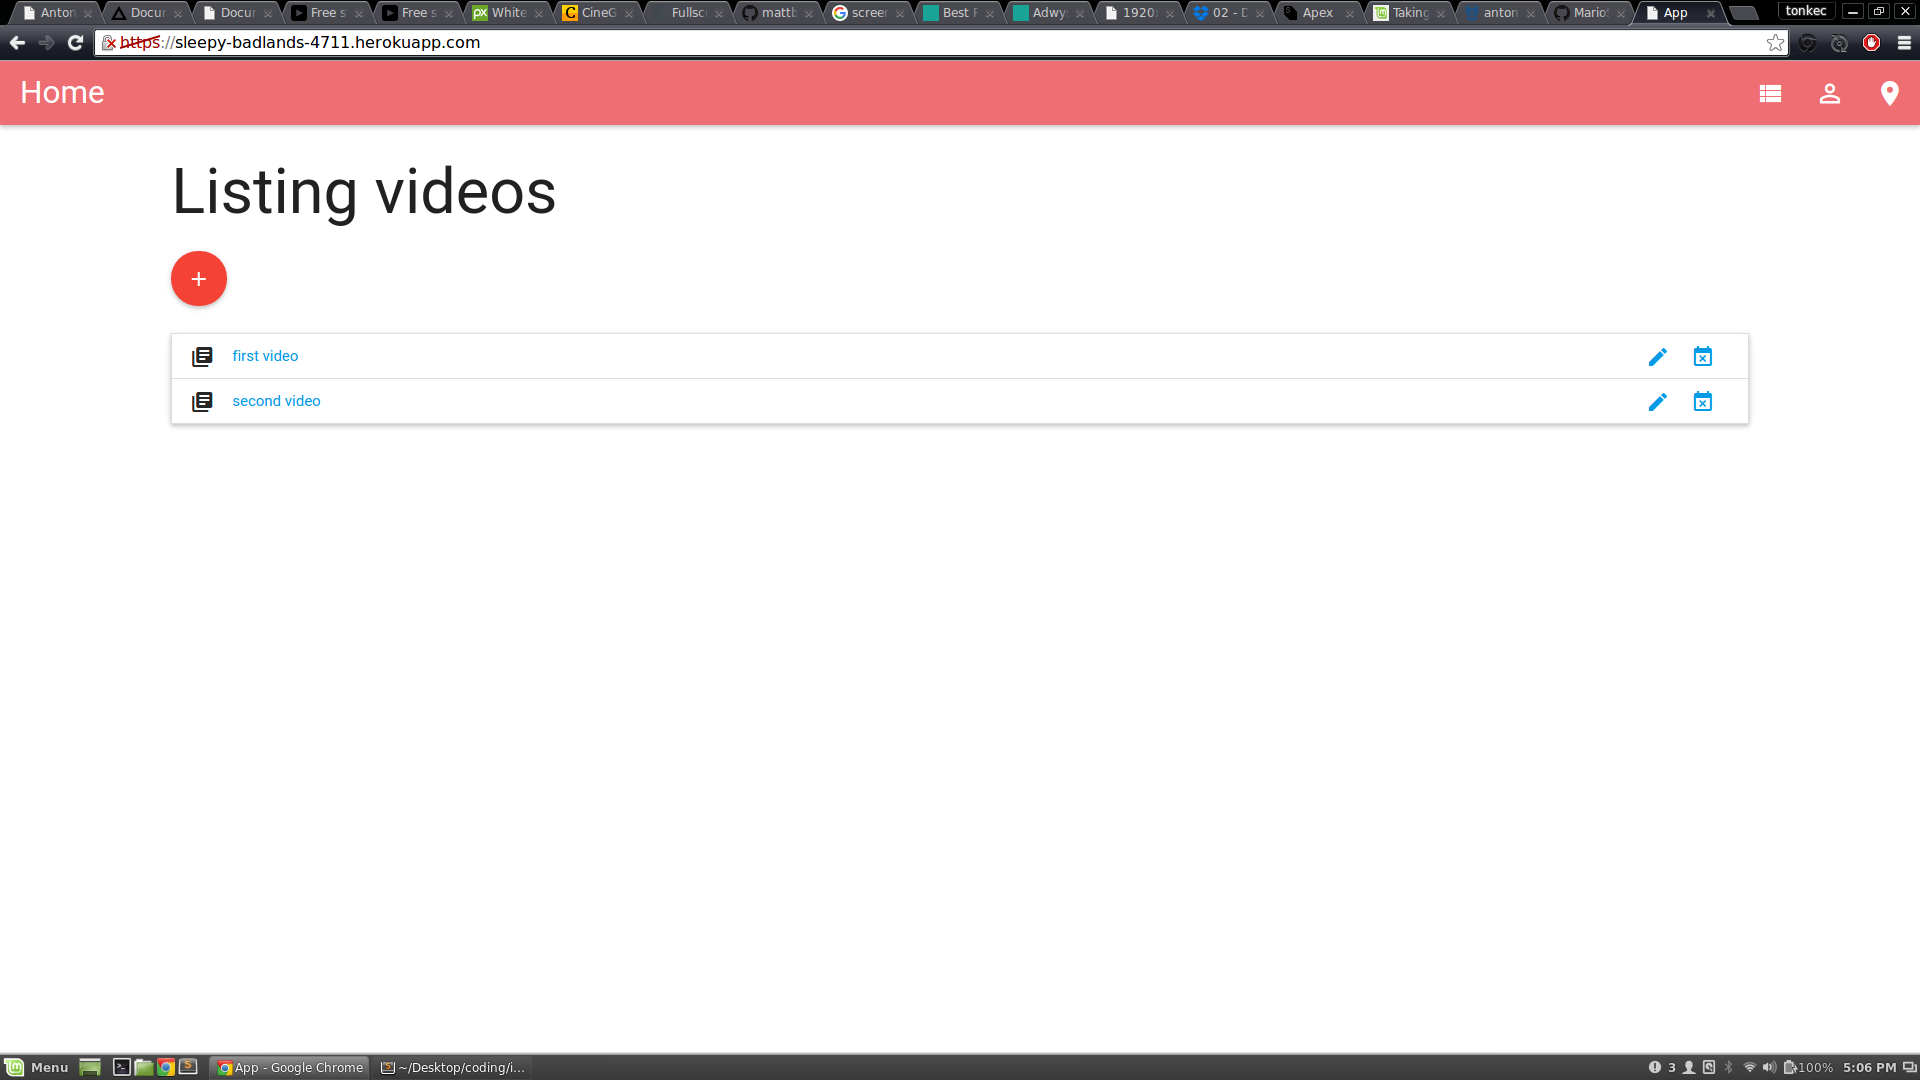 Anton Docu Docu Free s Free s White CineG Fullsc matt scree Best F Adwy 1920 02 - D Apex Taking anton Mario App tonkec
https://sleepy-badlands-4711.herokuapp.com
Home
Listing videos
+
first video
second video
Menu App - Google Chrome ~/Desktop/coding/i... 3 100% 5:06 PM